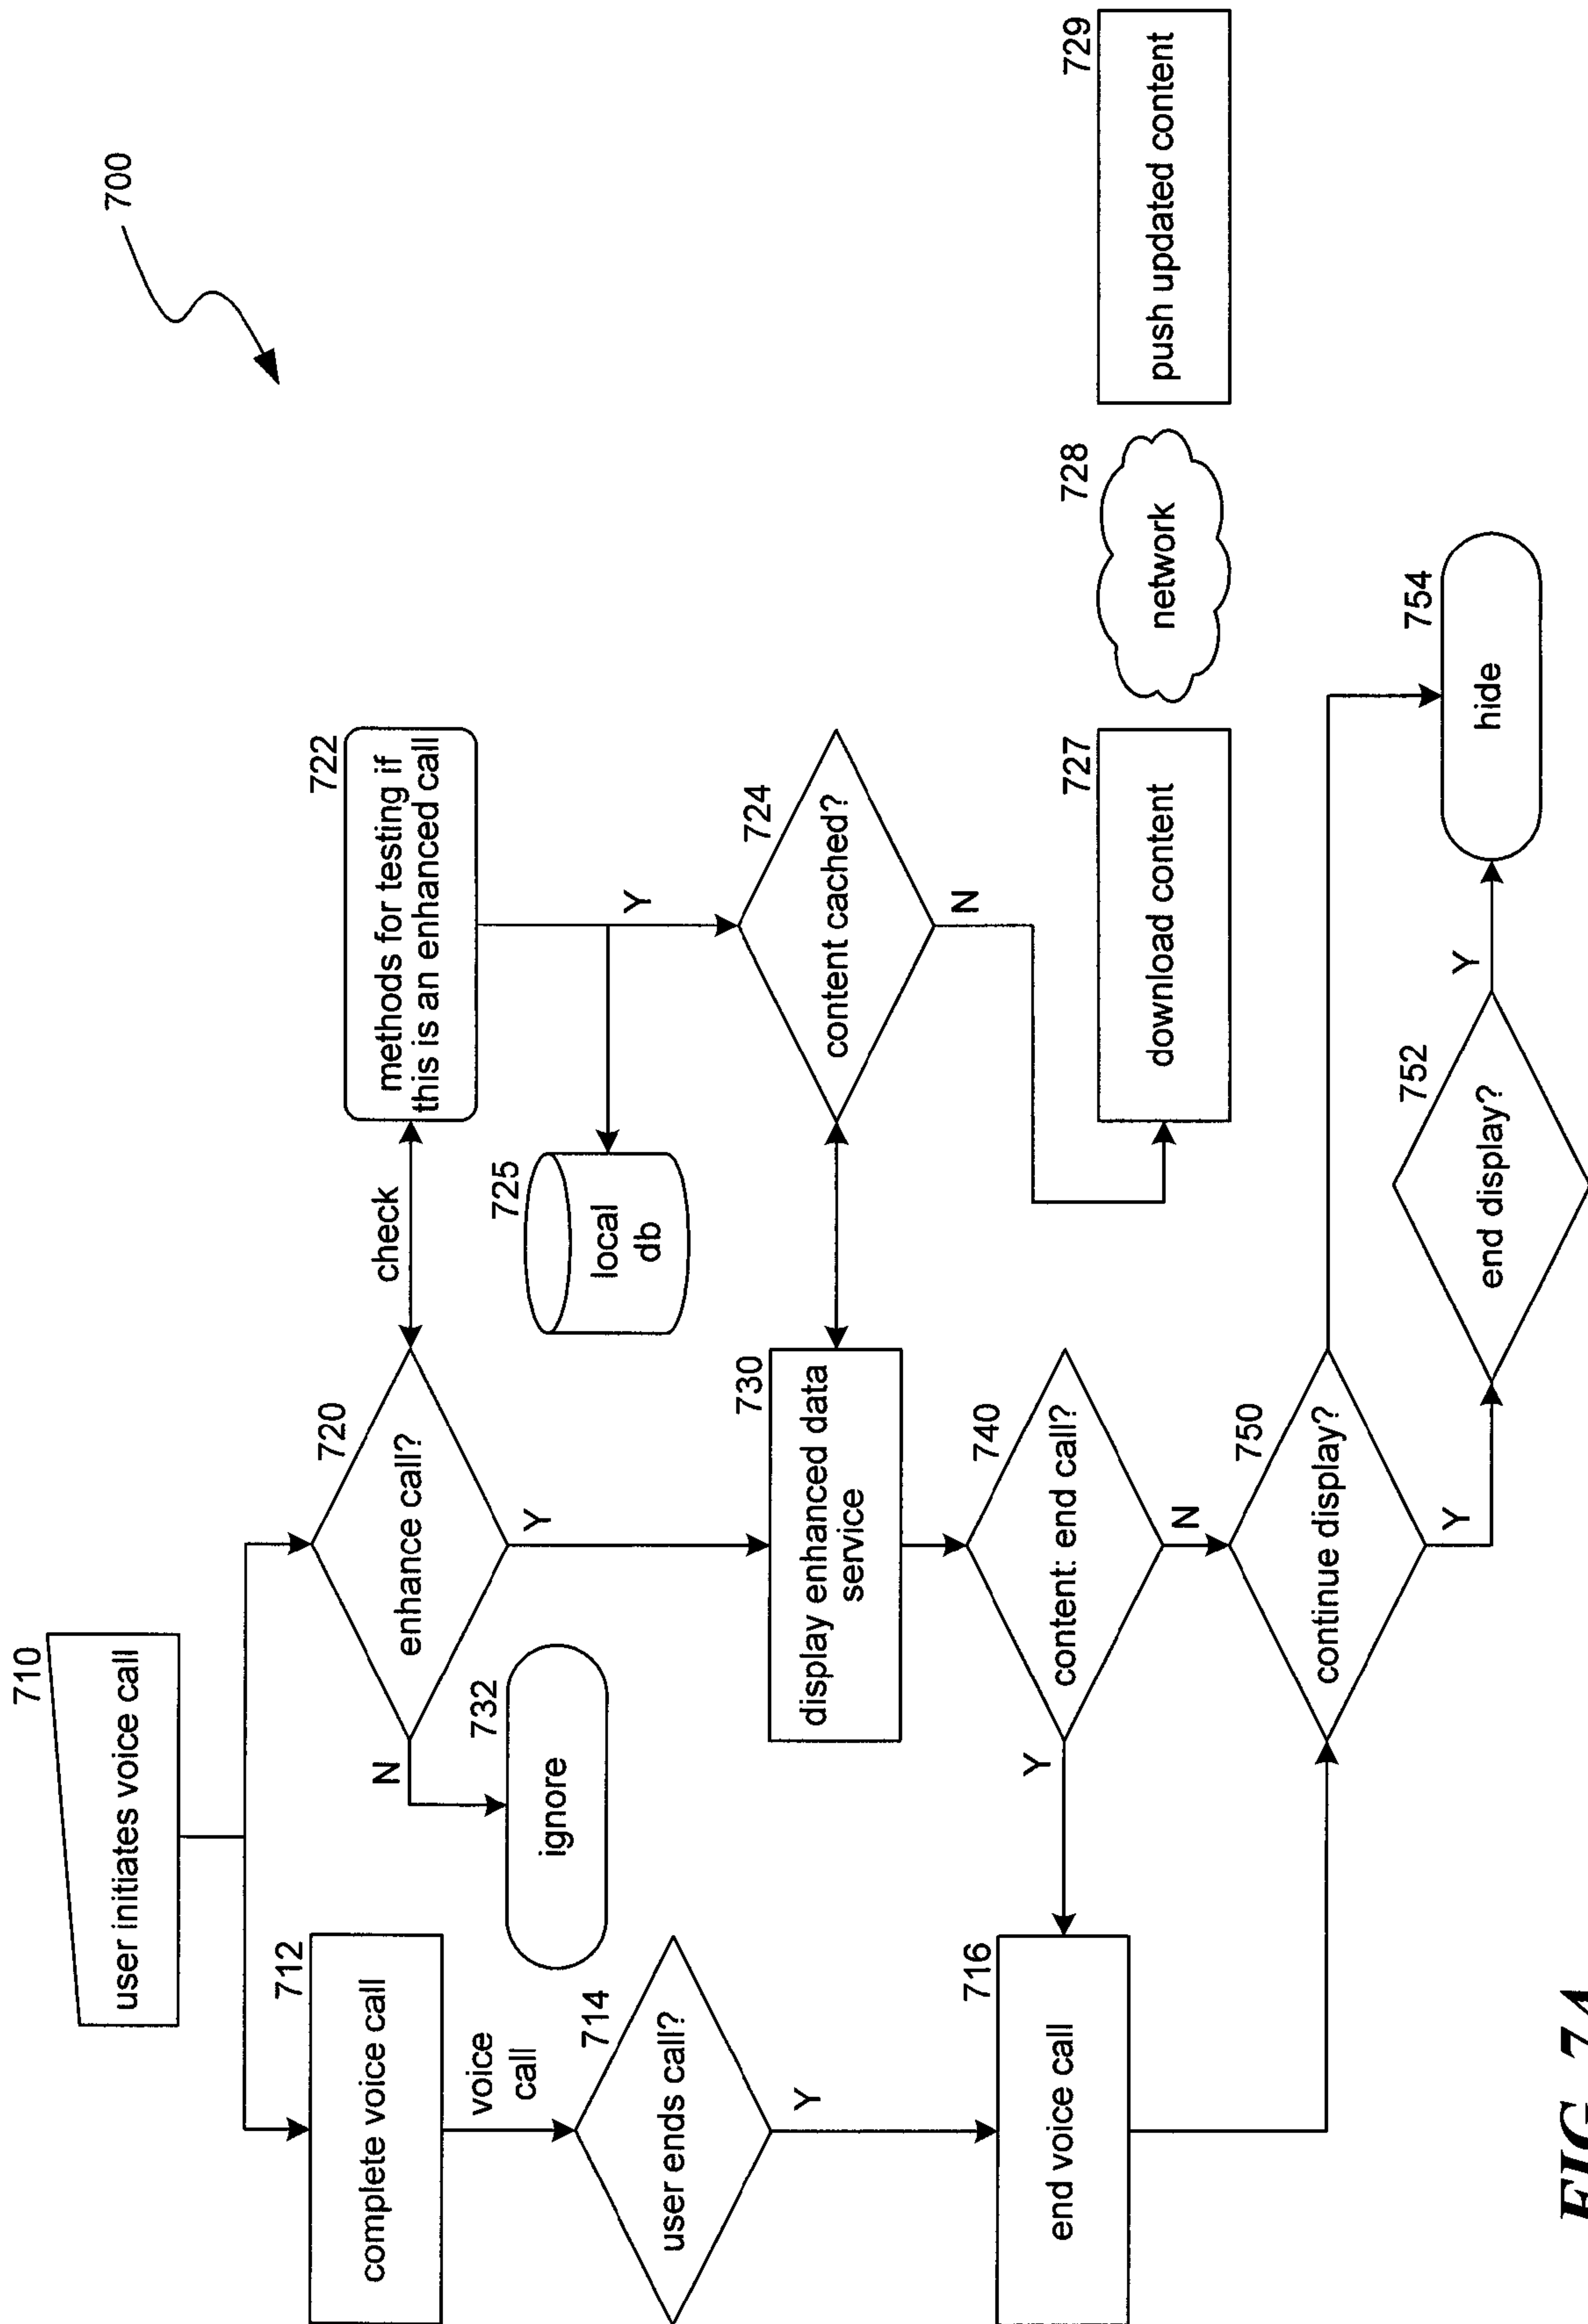 700
710
user initiates voice call
712
complete voice call
voice
call
714
user ends call?
Y
716
end voice call
720
enhance call?
N
732
ignore
Y
check
722
methods for testing if
this is an enhanced call
Y
725
local
db
724
content cached?
N
727
download content
728
network
729
push updated content
730
display enhanced data
service
740
content: end call?
Y
N
750
continue display?
Y
752
end display?
Y
754
hide
FIG. 7A